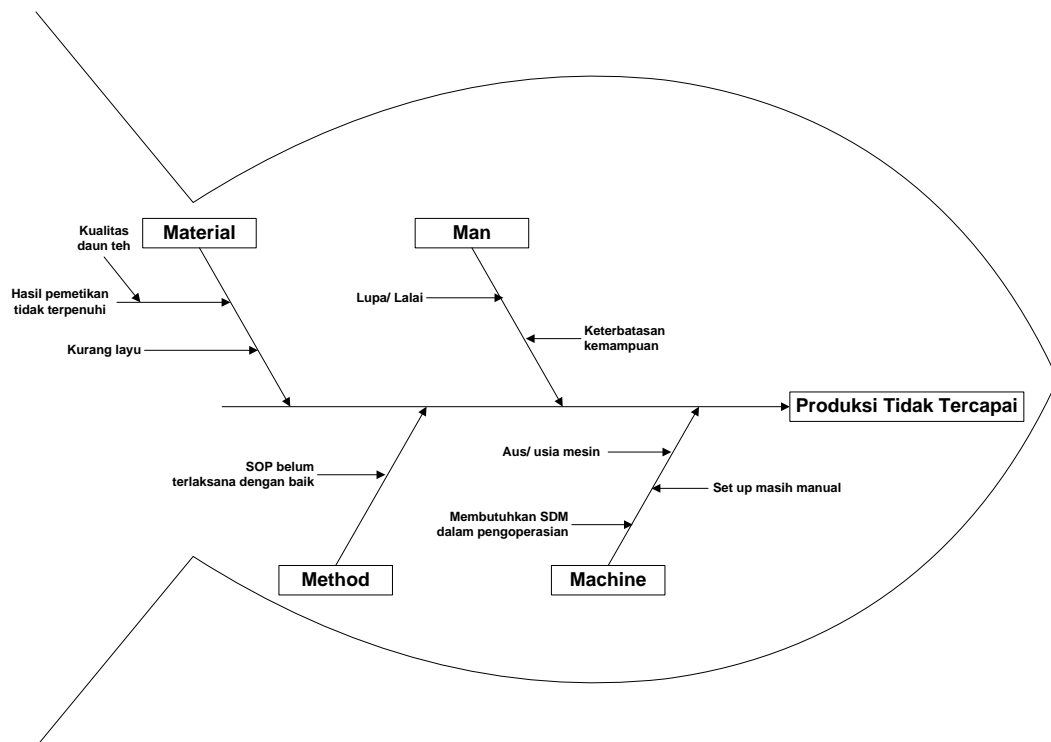 Kualitas
daun teh
Material
Man
Hasil pemetikan
tidak terpenuhi
Lupa/ Lalai
Keterbatasan
kemampuan
Kurang layu
Produksi Tidak Tercapai
SOP belum
terlaksana dengan baik
Aus/ usia mesin
Set up masih manual
Membutuhkan SDM
dalam pengoperasian
Method
Machine